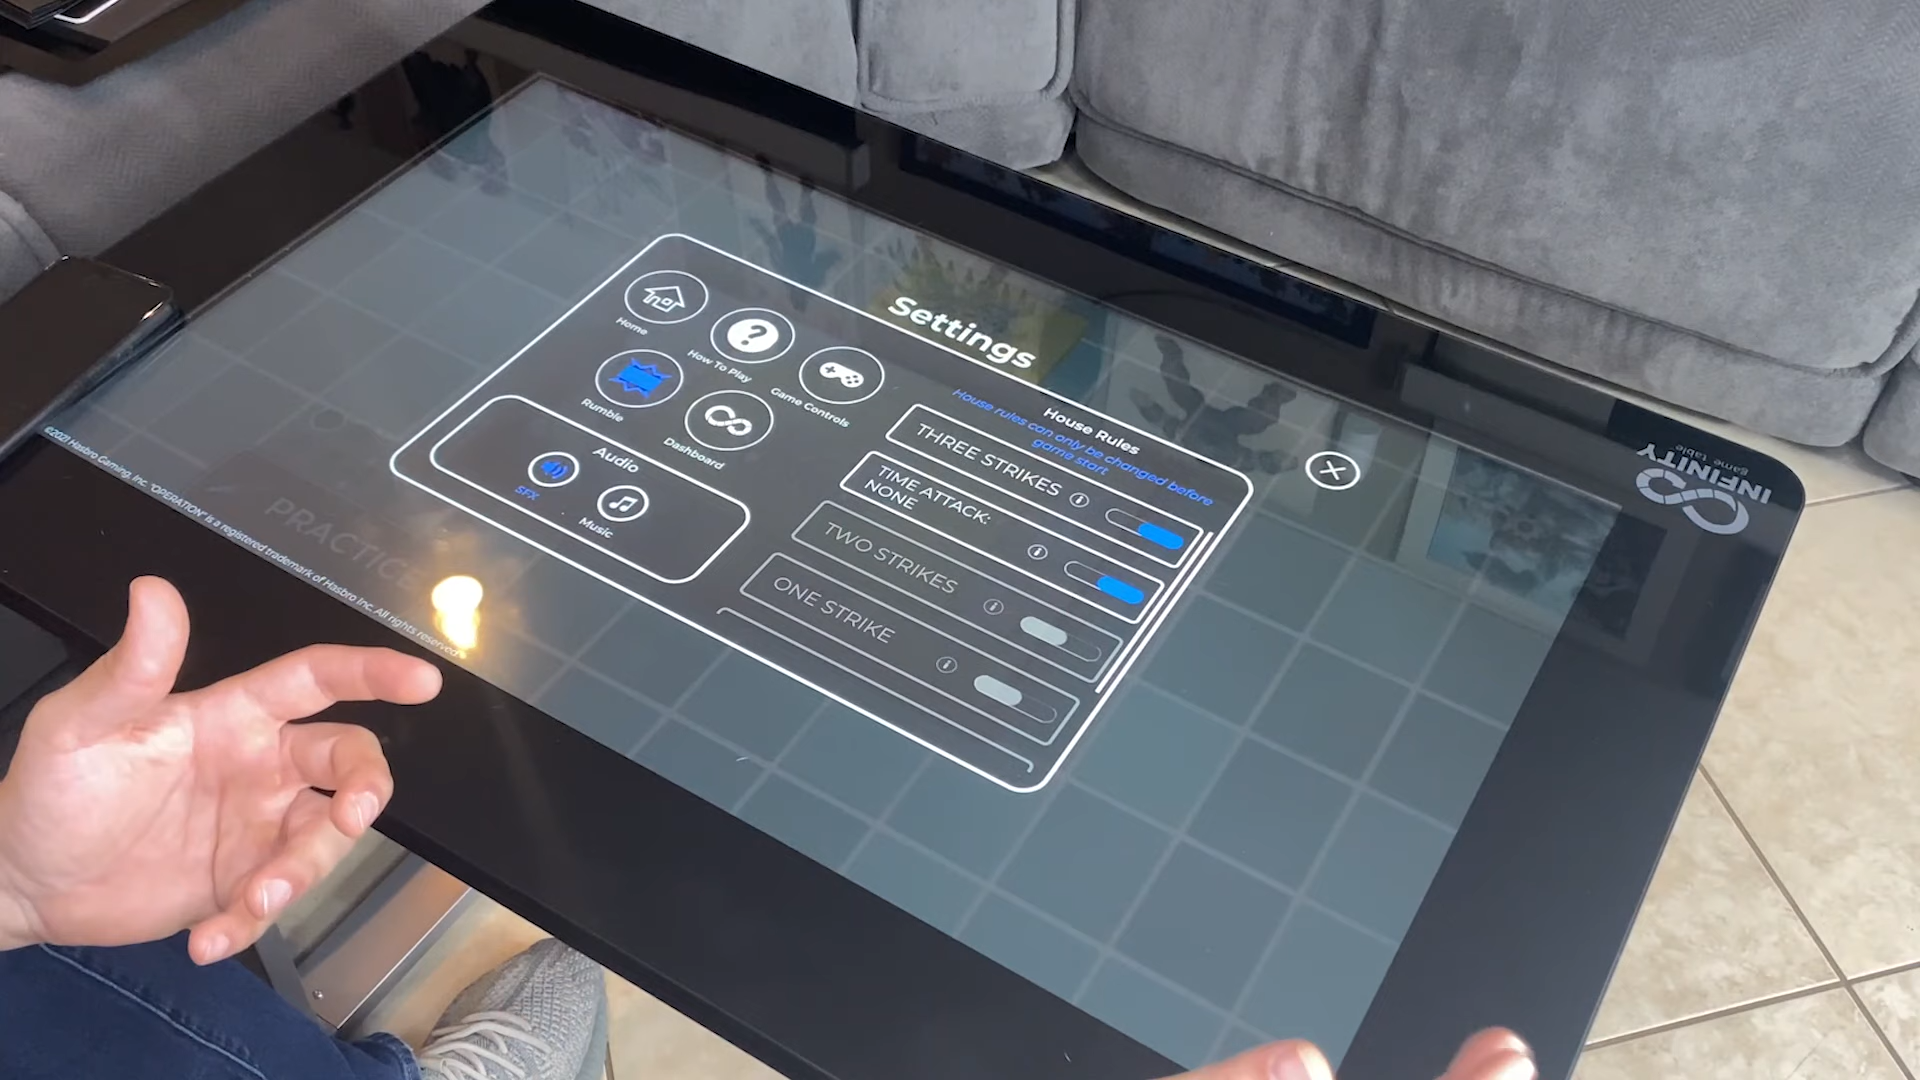 Settings
Home
How To Play
Game Controls
Rumble
Dashboard
Audio
SFX
Music
House Rules
House rules can only be changed before
game start
THREE STRIKES
TIME ATTACK:
NONE
TWO STRIKES
ONE STRIKE
PRACTICE
©2021 Hasbro Gaming, Inc. "OPERATION" is a registered trademark of Hasbro Inc. All rights reserved.
INFINITY
game table